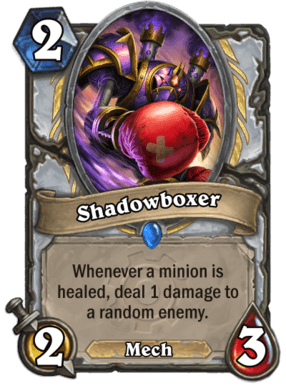 2
Shadowboxer
Whenever a minion is
healed, deal 1 damage to
a random enemy.
2
Mech
3